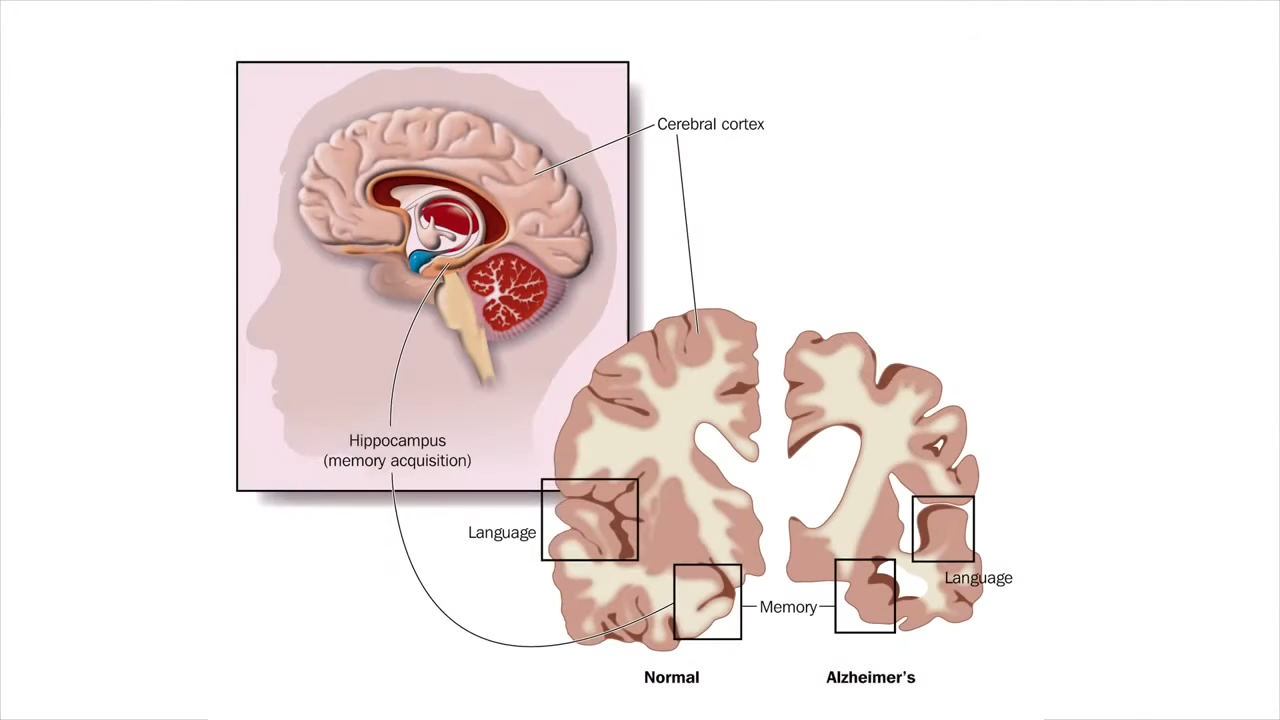 Cerebral cortex
Hippocampus
(memory acquisition)
Language
Language
Memory
Normal
Alzheimer's